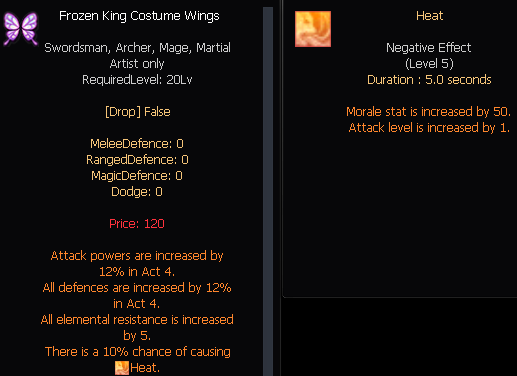 Frozen King Costume Wings
Swordsman, Archer, Mage, Martial
Artist only
RequiredLevel: 20Lv
[Drop] False
MeleeDefence: 0
RangedDefence: 0
MagicDefence: 0
Dodge: 0
Price: 120
Attack powers are increased by
12% in Act 4.
All defences are increased by 12%
in Act 4.
All elemental resistance is increased
by 5.
There is a 10% chance of causing
Heat.
Heat
Negative Effect
(Level 5)
Duration : 5.0 seconds
Morale stat is increased by 50.
Attack level is increased by 1.